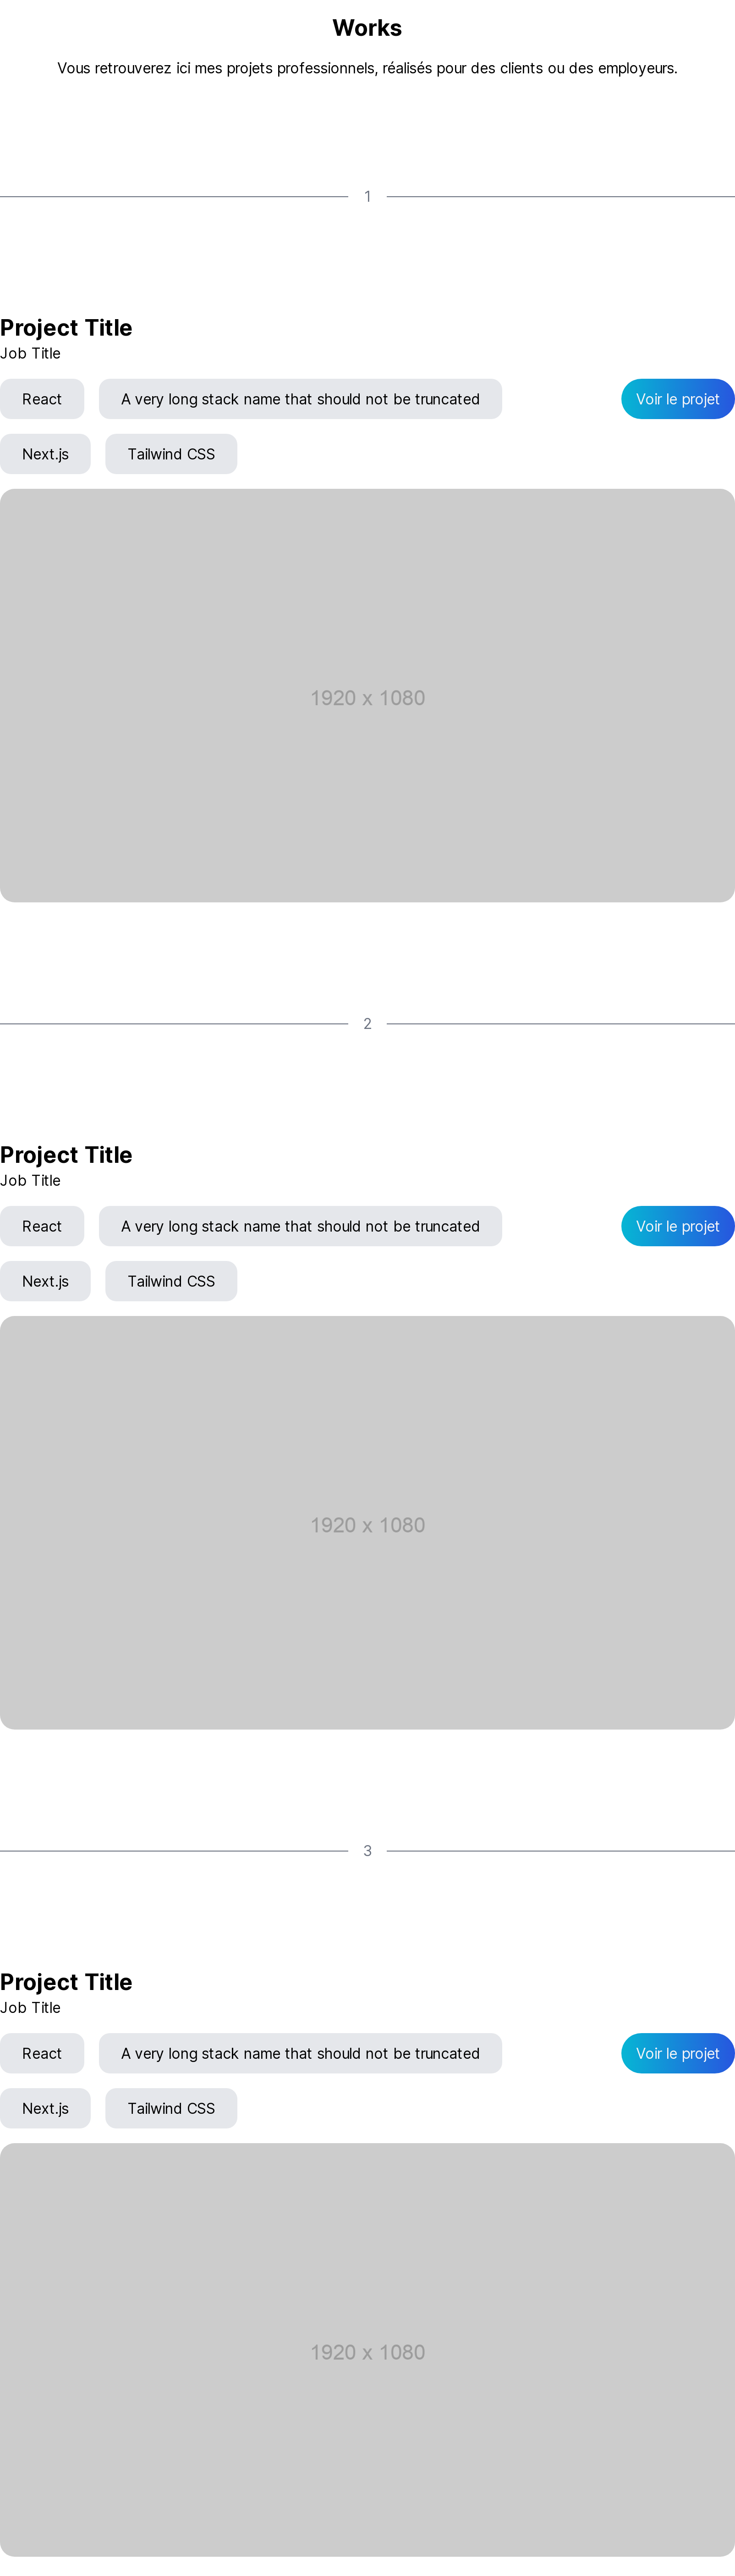 Works
Vous retrouverez ici mes projets professionnels, réalisés pour des clients ou des employeurs.
1
Project Title
Job Title
React
A very long stack name that should not be truncated
Voir le projet
Next.js
Tailwind CSS
1920 x 1080
2
Project Title
Job Title
React
A very long stack name that should not be truncated
Voir le projet
Next.js
Tailwind CSS
1920 x 1080
3
Project Title
Job Title
React
A very long stack name that should not be truncated
Voir le projet
Next.js
Tailwind CSS
1920 x 1080